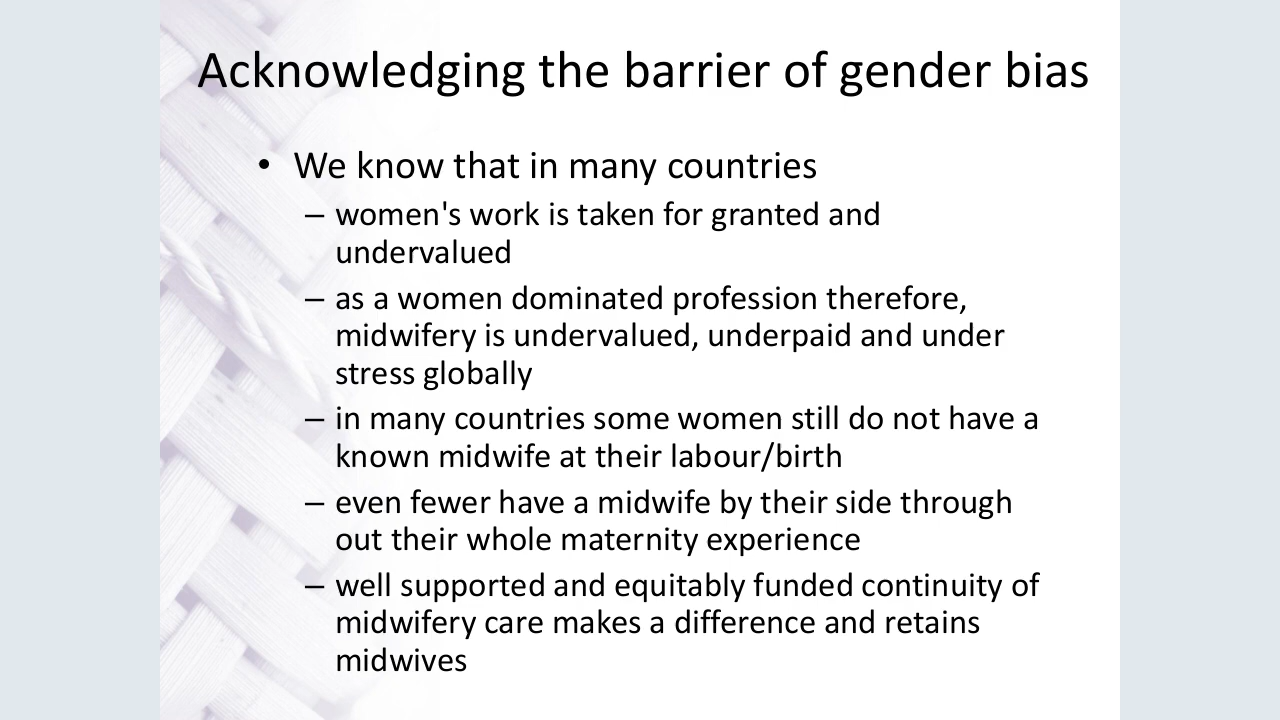 Acknowledging the barrier of gender bias
• We know that in many countries
– women's work is taken for granted and
undervalued
– as a women dominated profession therefore,
midwifery is undervalued, underpaid and under
stress globally
– in many countries some women still do not have a
known midwife at their labour/birth
– even fewer have a midwife by their side through
out their whole maternity experience
– well supported and equitably funded continuity of
midwifery care makes a difference and retains
midwives